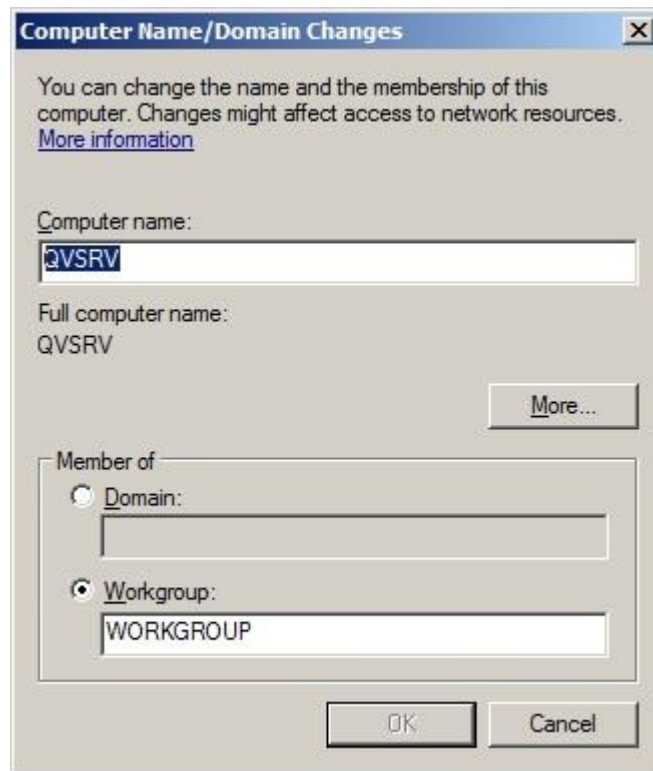 Computer Name/Domain Changes
You can change the name and the membership of this
computer. Changes might affect access to network resources.
More information
Computer name:
QVSRV
Full computer name:
QVSRV
More...
Member of
Domain:
Workgroup:
WORKGROUP
OK
Cancel